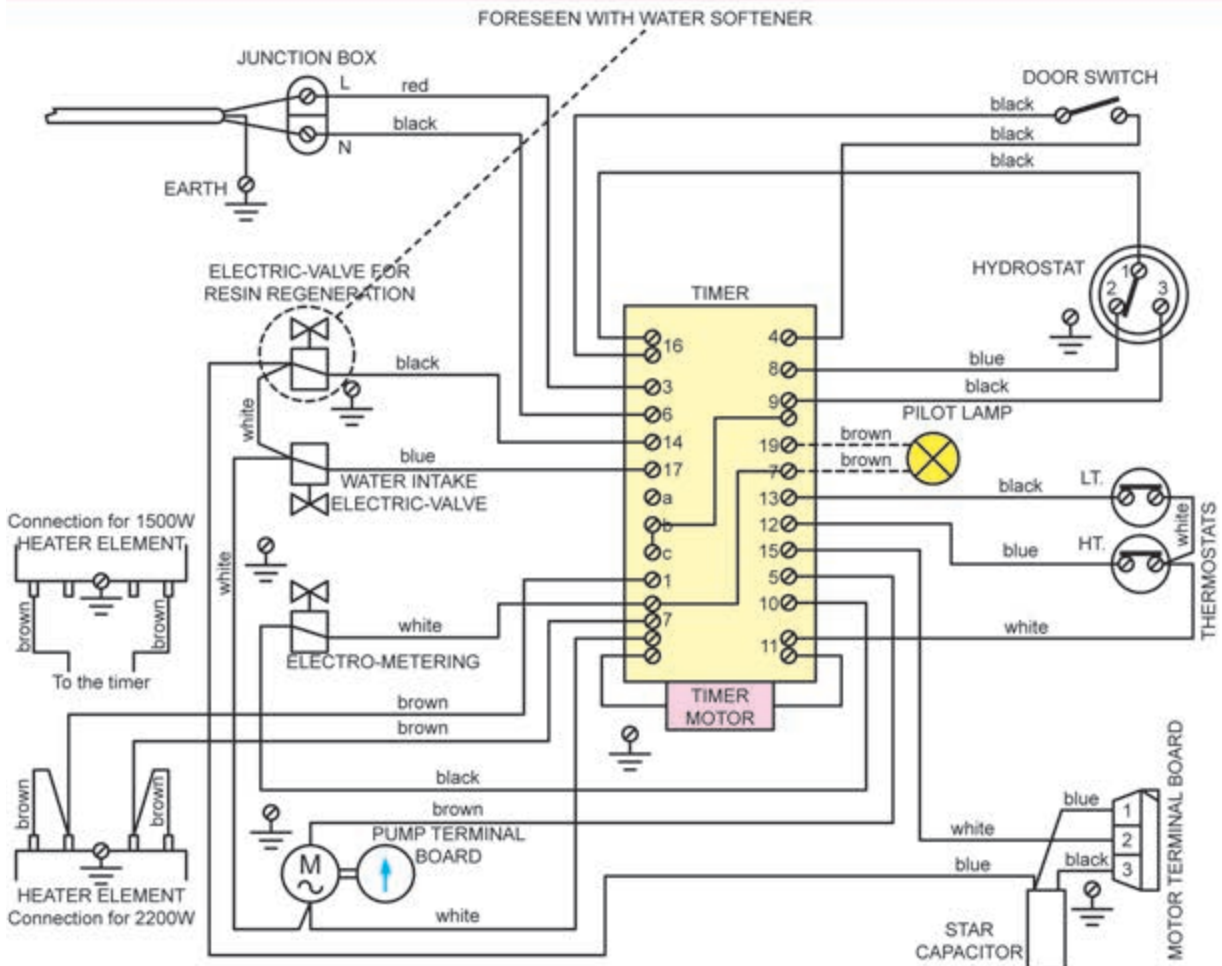 FORESEEN WITH WATER SOFTENER
JUNCTION BOX
L
red
black
N
EARTH
DOOR SWITCH
black
black
black
HYDROSTAT
1
2
3
ELECTRIC-VALVE FOR
RESIN REGENERATION
black
white
blue
WATER INTAKE
ELECTRIC-VALVE
TIMER
16
3
6
14
17
a
b
c
1
7
4
8
9
19
7
13
12
15
5
10
11
TIMER
MOTOR
blue
black
PILOT LAMP
brown
brown
black
LT.
white
blue
HT.
white
THERMOSTATS
Connection for 1500W
HEATER ELEMENT
brown
brown
To the timer
white
white
ELECTRO-METERING
brown
brown
black
brown
PUMP TERMINAL
BOARD
M
white
brown
brown
HEATER ELEMENT
Connection for 2200W
blue
1
white
2
blue
black
3
MOTOR TERMINAL BOARD
STAR
CAPACITOR